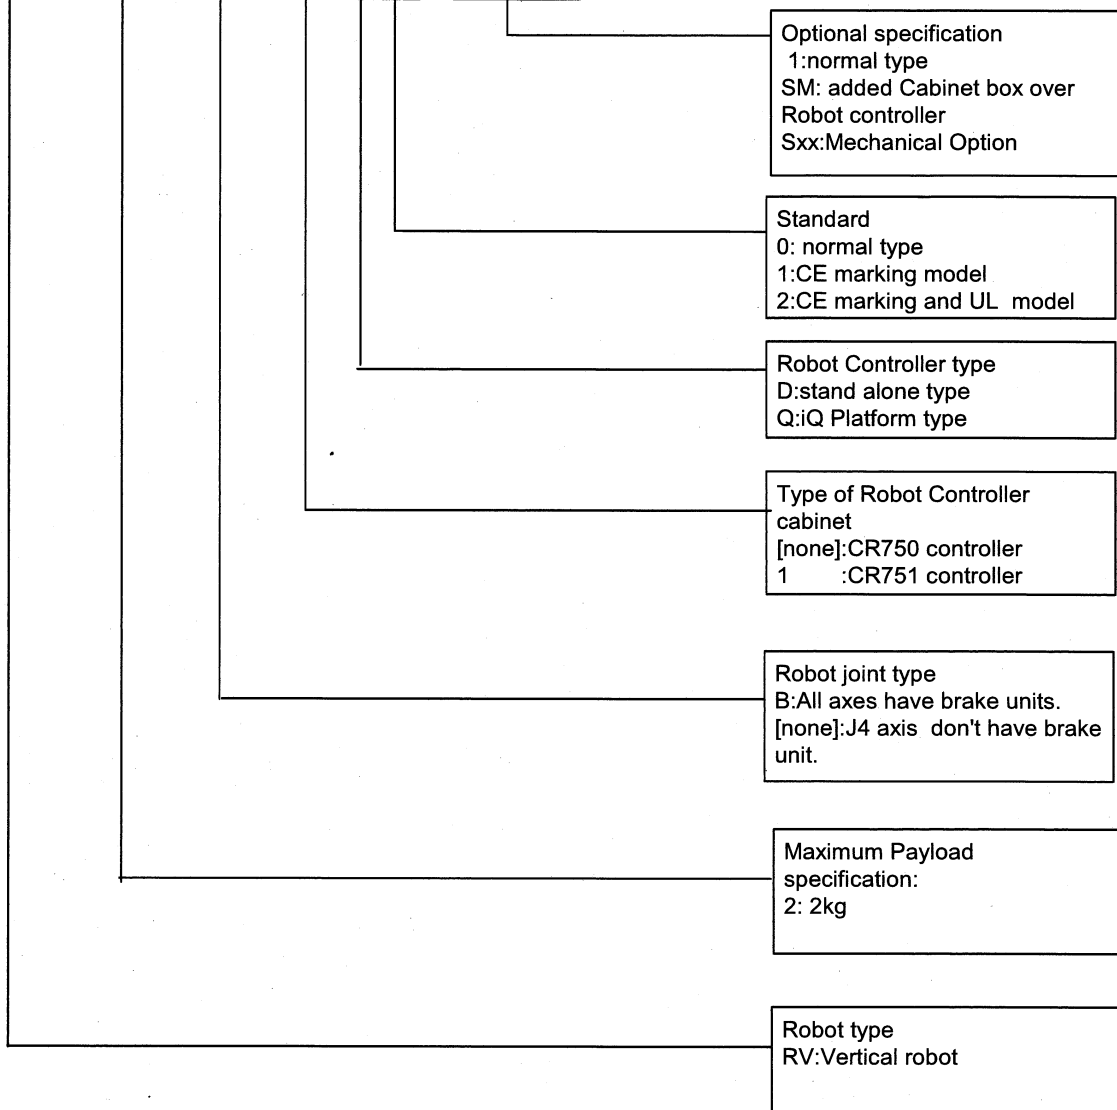 Optional specification
1:normal type
SM: added Cabinet box over
Robot controller
Sxx:Mechanical Option
Standard
0: normal type
1:CE marking model
2:CE marking and UL model
Robot Controller type
D:stand alone type
Q:iQ Platform type
Type of Robot Controller
cabinet
[none]:CR750 controller
1 :CR751 controller
Robot joint type
B:All axes have brake units.
[none]:J4 axis don't have brake
unit.
Maximum Payload
specification:
2: 2kg
Robot type
RV:Vertical robot